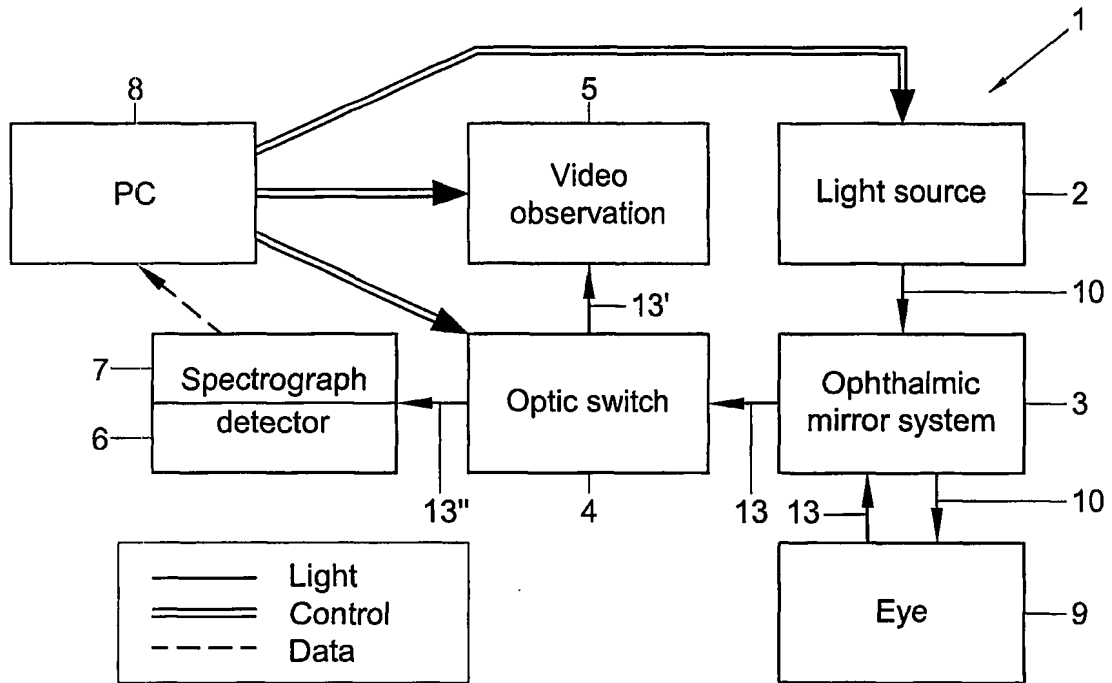 1
8
5
PC
Video
observation
Light source
2
10
13'
7
Spectrograph
detector
6
Optic switch
Ophthalmic
mirror system
3
13"
4
13
13
10
Light
Control
Data
Eye
9